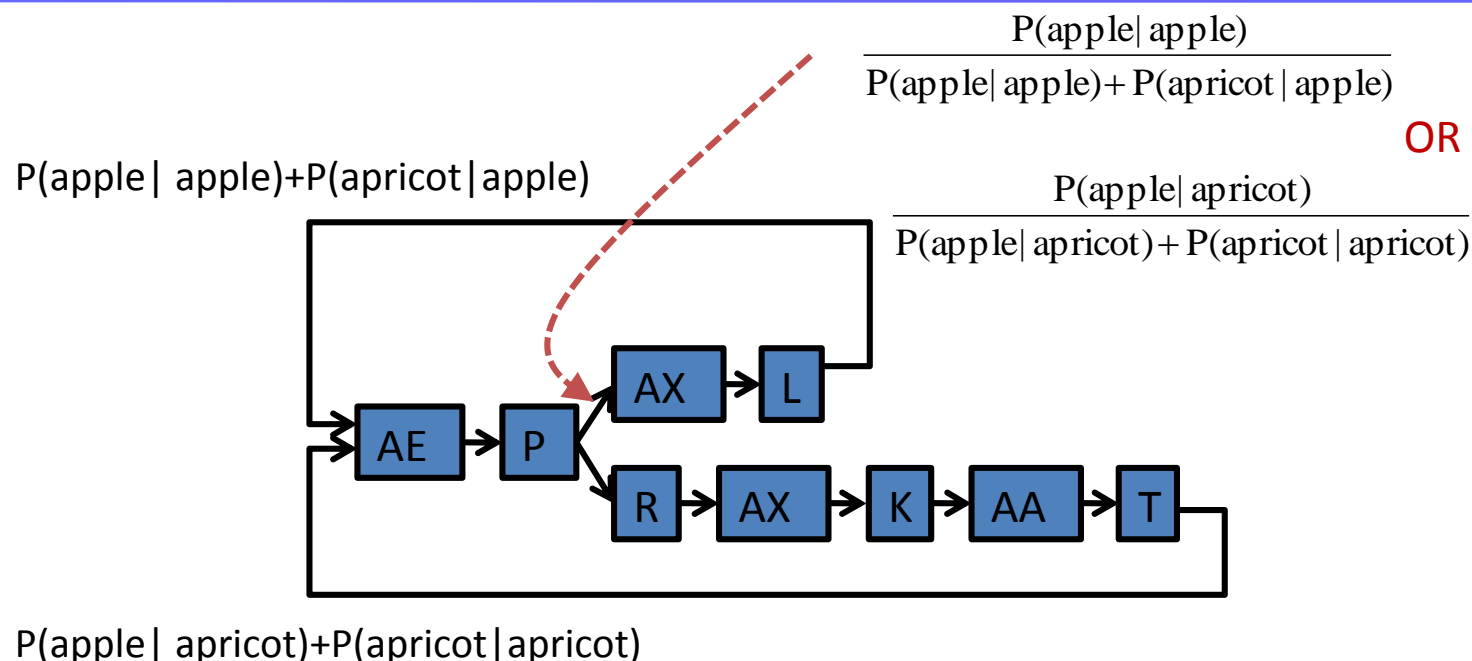 P(apple| apple)
P(apple| apple)+ P(apricot | apple)
OR
P(apple| apple)+P(apricot|apple)
P(apple| apricot)
P(apple| apricot)+ P(apricot | apricot)
AX L
AE P
R AX K AA T
P(apple| apricot)+P(apricot|apricot)